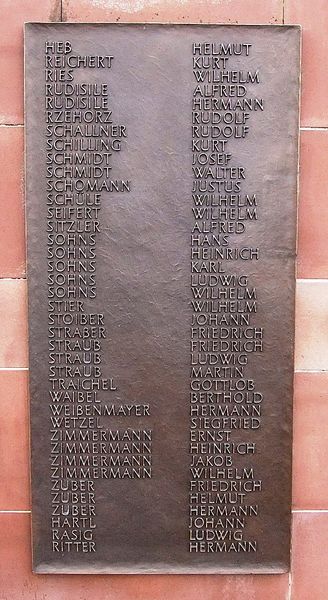 HEB HELMUT
REICHERT KURT
RIES WILHELM
RUDISILE ALFRED
RUDISILE HERMANN
RZEHORZ RUDOLF
SCHALLNER RUDOLF
SCHILLING KURT
SCHMIDT JOSEF
SCHMIDT WALTER
SCHOMANN JUSTUS
SCHÜLE WILHELM
SEIFERT WILHELM
SITZLER ALFRED
SOHNS HANS
SOHNS HEINRICH
SOHNS KARL
SOHNS LUDWIG
SOHNS WILHELM
STIER WILHELM
STOIBER JOHANN
STRABER FRIEDRICH
STRAUB FRIEDRICH
STRAUB LUDWIG
STRAUB MARTIN
TRAICHEL GOTTLOB
WAIBEL BERTHOLD
WEIBENMAYER HERMANN
WETZEL SIEGFRIED
ZIMMERMANN ERNST
ZIMMERMANN HEINRICH
ZIMMERMANN JAKOB
ZIMMERMANN WILHELM
ZUBER FRIEDRICH
ZUBER HELMUT
ZUBER HERMANN
HARTL JOHANN
RASIG LUDWIG
RITTER HERMANN